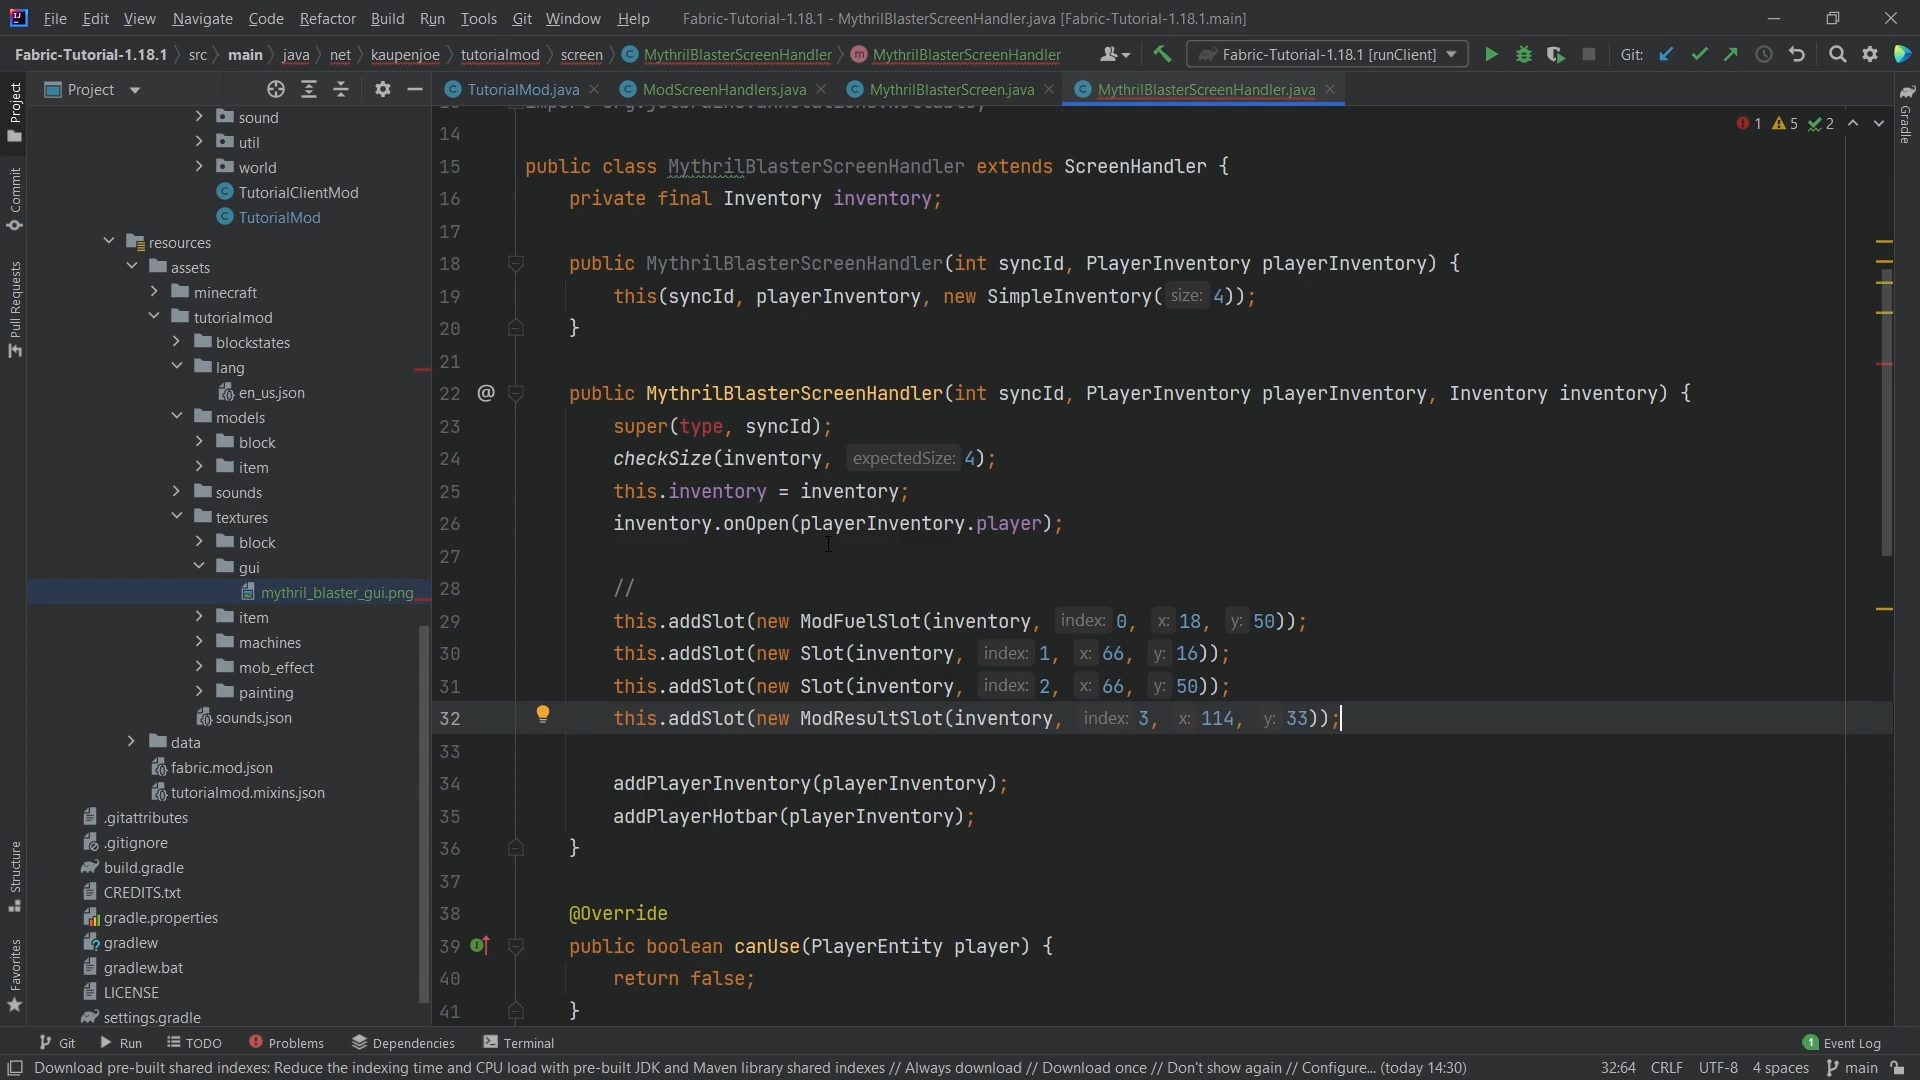 File Edit View Navigate Code Refactor Build Run Tools Git Window Help Fabric-Tutorial-1.18.1 - MythrilBlasterScreenHandler.java [Fabric-Tutorial-1.18.1.main]
Fabric-Tutorial-1.18.1 src main java net kaupenjoe tutorialmod screen MythrilBlasterScreenHandler MythrilBlasterScreenHandler Fabric-Tutorial-1.18.1 [runClient] Git:
Project
TutorialMod.java ModScreenHandlers.java MythrilBlasterScreen.java MythrilBlasterScreenHandler.java
Project
Commit
Pull Requests
Structure
Favorites
Gradle
sound
util
world
TutorialClientMod
TutorialMod
resources
assets
minecraft
tutorialmod
blockstates
lang
en_us.json
models
block
item
sounds
textures
block
gui
mythril_blaster_gui.png
item
machines
mob_effect
painting
sounds.json
data
fabric.mod.json
tutorialmod.mixins.json
.gitattributes
.gitignore
build.gradle
CREDITS.txt
gradle.properties
gradlew
gradlew.bat
LICENSE
settings.gradle
1 5 2
14
15 public class MythrilBlasterScreenHandler extends ScreenHandler {
16 private final Inventory inventory;
17
18 public MythrilBlasterScreenHandler(int syncId, PlayerInventory playerInventory) {
19 this(syncId, playerInventory, new SimpleInventory( size: 4));
20 }
21
22 @ public MythrilBlasterScreenHandler(int syncId, PlayerInventory playerInventory, Inventory inventory) {
23 super(type, syncId);
24 checkSize(inventory, expectedSize: 4);
25 this.inventory = inventory;
26 inventory.onOpen(playerInventory.player);
27
28 //
29 this.addSlot(new ModFuelSlot(inventory, index: 0, x: 18, y: 50));
30 this.addSlot(new Slot(inventory, index: 1, x: 66, y: 16));
31 this.addSlot(new Slot(inventory, index: 2, x: 66, y: 50));
32 this.addSlot(new ModResultSlot(inventory, index: 3, x: 114, y: 33));
33
34 addPlayerInventory(playerInventory);
35 addPlayerHotbar(playerInventory);
36 }
37
38 @Override
39 public boolean canUse(PlayerEntity player) {
40 return false;
41 }
Git Run TODO Problems Dependencies Terminal 1 Event Log
Download pre-built shared indexes: Reduce the indexing time and CPU load with pre-built JDK and Maven library shared indexes // Always download // Download once // Don't show again // Configure... (today 14:30) 32:64 CRLF UTF-8 4 spaces main